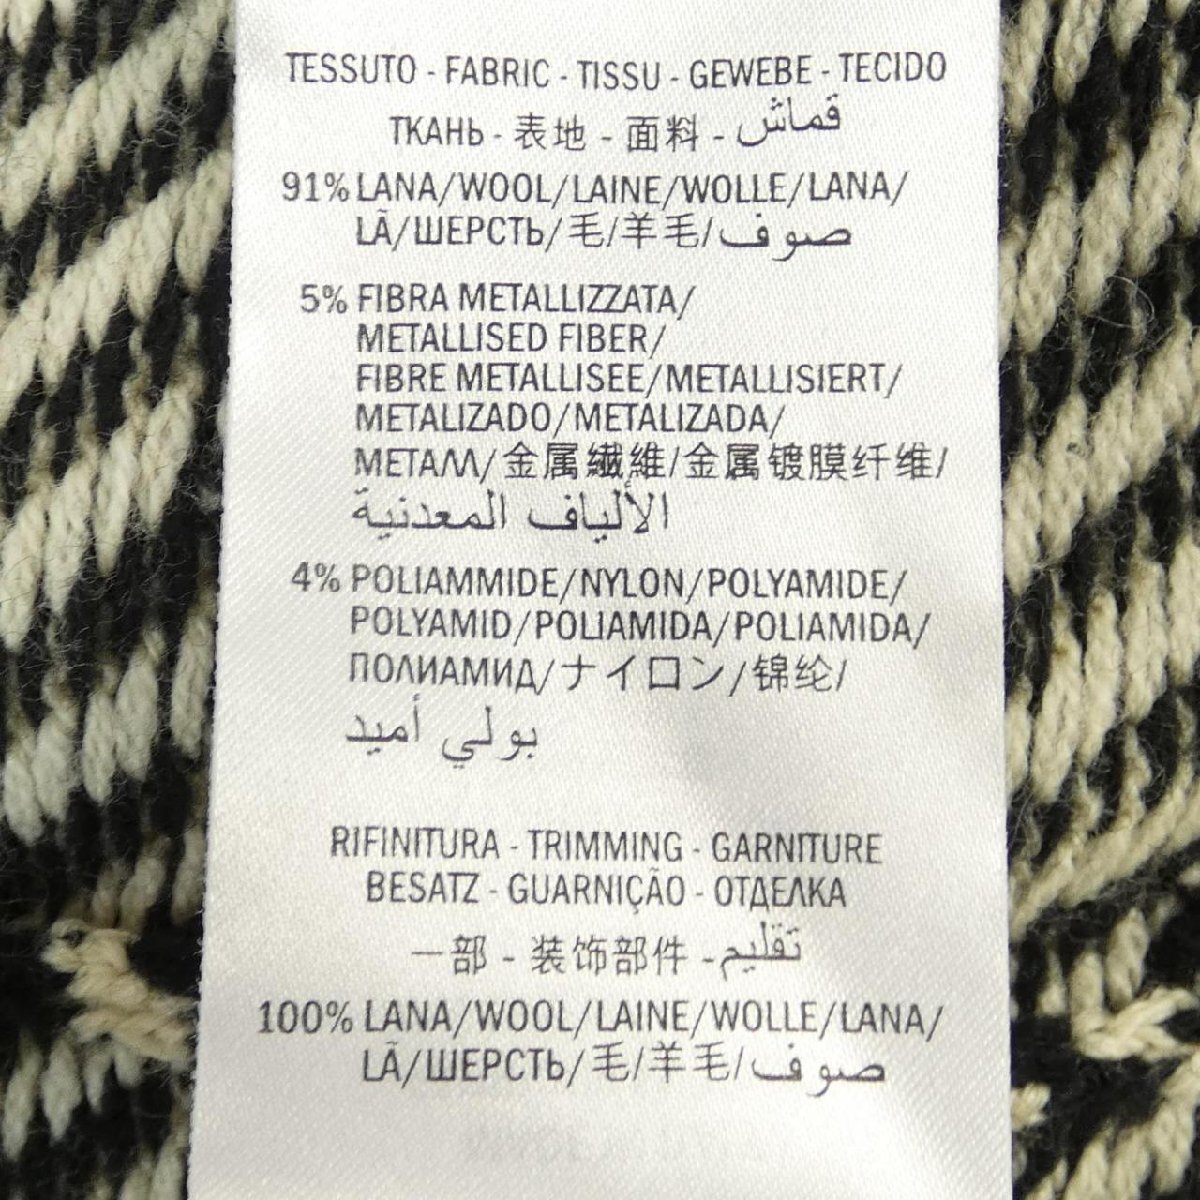 TESSUTO - FABRIC - TISSU - GEWEBE - TECIDO
ТКАНЬ - 表地 - 面料 - قماش
91% LANA/WOOL/LAINE/WOLLE/LANA/
LÃ/ШЕРСТЬ/毛/羊毛/صوف
5% FIBRA METALLIZZATA/
METALLISED FIBER/
FIBRE METALLISEE/METALLISIERT/
METALIZADO/METALIZADA/
МЕТАЛЛ/金属繊維/金属镀膜纤维/
الألياف المعدنية
4% POLIAMMIDE/NYLON/POLYAMIDE/
POLYAMID/POLIAMIDA/POLIAMIDA/
ПОЛИАМИД/ナイロン/锦纶/
بولي أميد
RIFINITURA - TRIMMING - GARNITURE
BESATZ - GUARNIÇÃO - ОТДЕЛКА
一部 - 装饰部件 - تقليم
100% LANA/WOOL/LAINE/WOLLE/LANA/
LÃ/ШЕРСТЬ/毛/羊毛/صوف